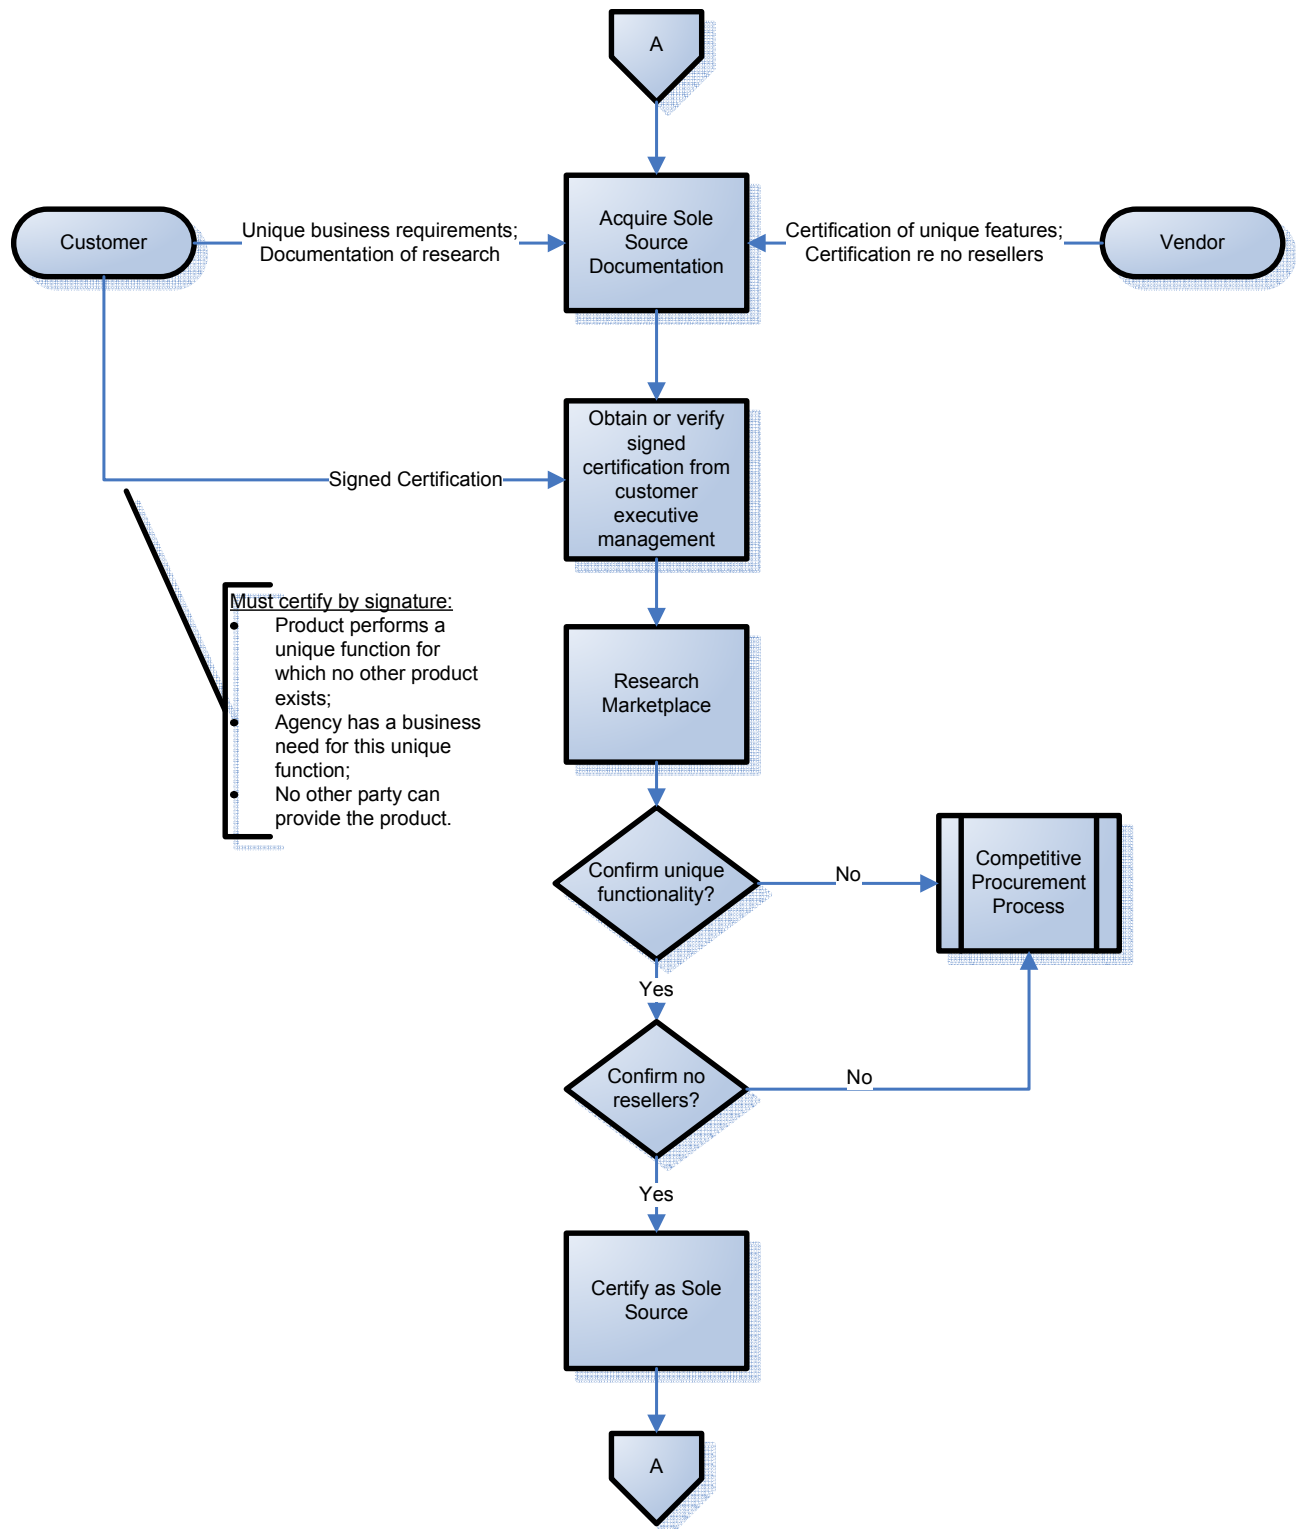 A
Acquire Sole
Source
Documentation
Customer
Unique business requirements;
Documentation of research
Certification of unique features;
Certification re no resellers
Vendor
Obtain or verify
signed
certification from
customer
executive
management
Signed Certification
Must certify by signature:
• Product performs a
unique function for
which no other product
exists;
• Agency has a business
need for this unique
function;
• No other party can
provide the product.
Research
Marketplace
Confirm unique
functionality?
No
Competitive
Procurement
Process
Yes
Confirm no
resellers?
No
Yes
Certify as Sole
Source
A